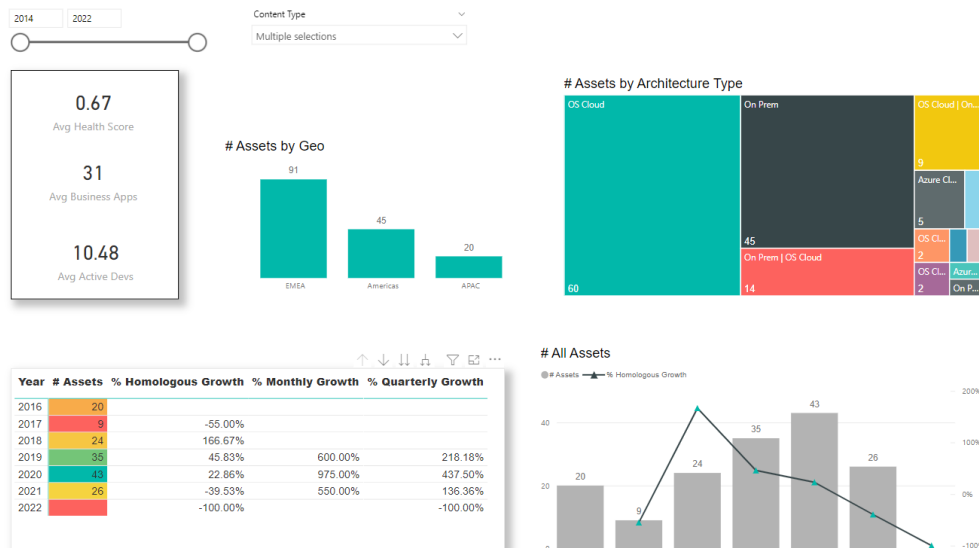 2014 2022
Content Type
Multiple selections
0.67
Avg Health Score
31
Avg Business Apps
10.48
Avg Active Devs
# Assets by Geo
91
45
20
EMEA Americas APAC
# Assets by Architecture Type
OS Cloud
60
On Prem
45
On Prem | OS Cloud
14
OS Cloud | On...
9
Azure Cl...
5
OS Cl...
2
OS Cl...
2
Azur...
On P...
Year # Assets % Homologous Growth % Monthly Growth % Quarterly Growth
2016 20
2017 9 -55.00%
2018 24 166.67%
2019 35 45.83% 600.00% 218.18%
2020 43 22.86% 975.00% 437.50%
2021 26 -39.53% 550.00% 136.36%
2022 -100.00% -100.00%
# All Assets
# Assets % Homologous Growth
40
20
0
20
9
24
35
43
26
200%
100%
0%
-100%